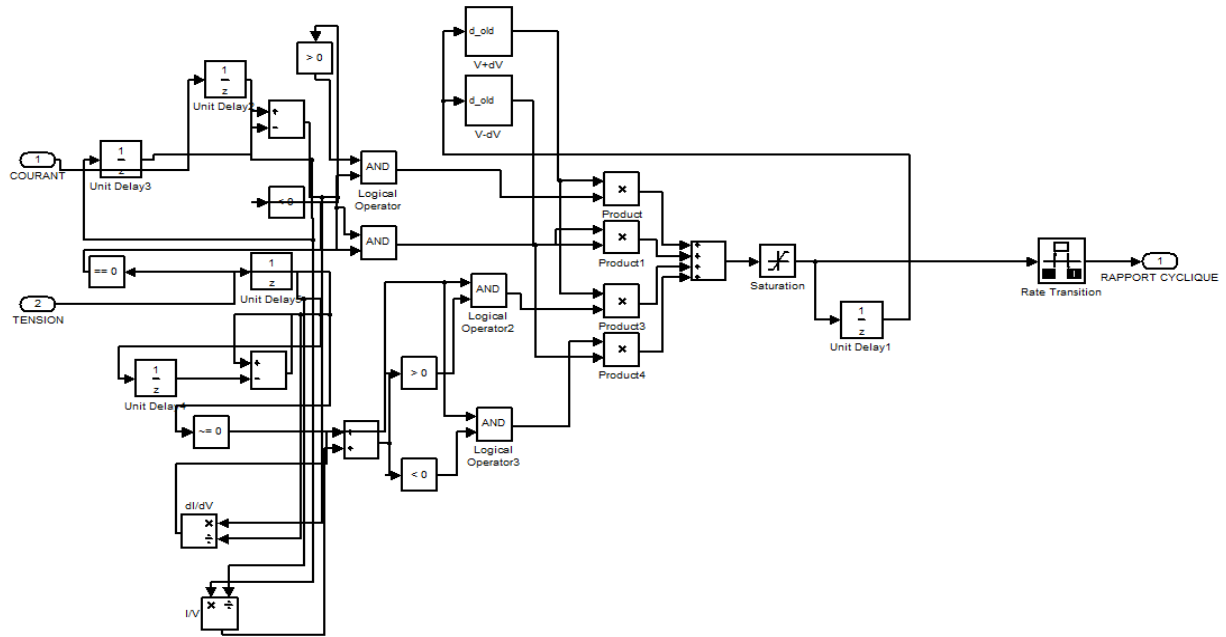 d_old
V+dV
> 0
1
z
Unit Delay2
+
-
d_old
V-dV
1
COURANT
1
z
Unit Delay3
AND
Logical
Operator
< 0
×
Product
AND
×
Product1
== 0
1
z
Unit Delay5
2
TENSION
+
+
+
+
Saturation
Rate Transition
1
RAPPORT CYCLIQUE
AND
Logical
Operator2
×
Product3
1
z
Unit Delay1
+
-
1
z
Unit Delay4
> 0
×
Product4
~= 0
+
+
AND
Logical
Operator3
< 0
dI/dV
×
÷
I/V
× ÷